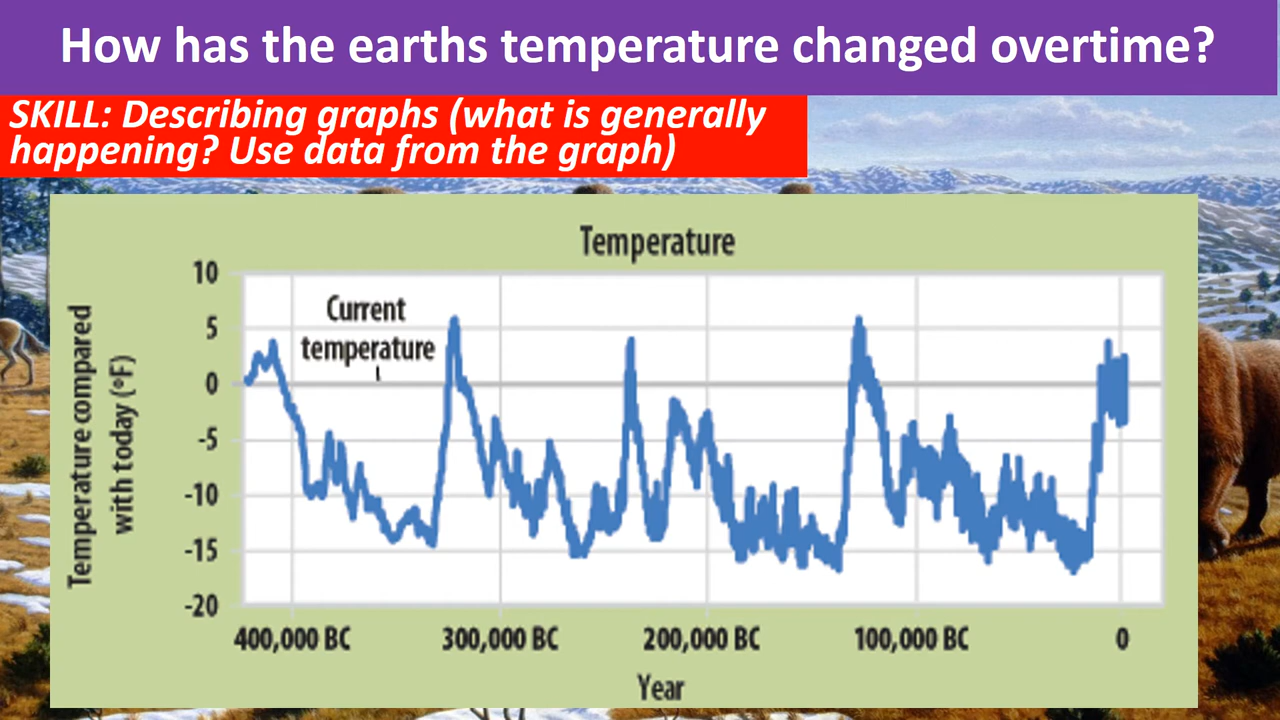 How has the earths temperature changed overtime?
SKILL: Describing graphs (what is generally
happening? Use data from the graph)
Temperature
Temperature compared
with today (°F)
10
5
0
-5
-10
-15
-20
Current
temperature
400,000 BC
300,000 BC
200,000 BC
100,000 BC
0
Year